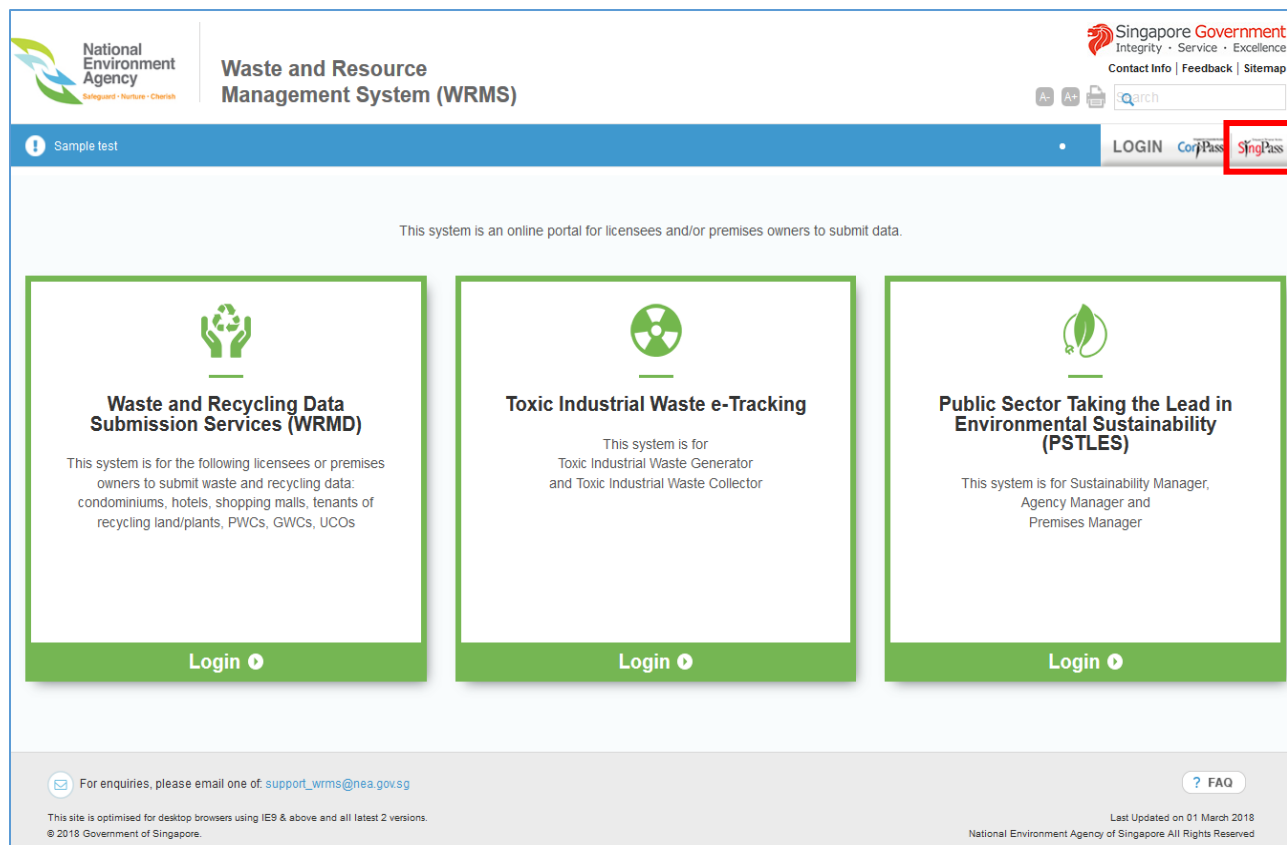 National
Environment
Agency
Safeguard · Nurture · Cherish
Waste and Resource
Management System (WRMS)
Singapore Government
Integrity · Service · Excellence
Contact Info | Feedback | Sitemap
A- A+ Search
Sample test
LOGIN CorpPass SingPass
This system is an online portal for licensees and/or premises owners to submit data.
Waste and Recycling Data
Submission Services (WRMD)
This system is for the following licensees or premises
owners to submit waste and recycling data:
condominiums, hotels, shopping malls, tenants of
recycling land/plants, PWCs, GWCs, UCOs
Login
Toxic Industrial Waste e-Tracking
This system is for
Toxic Industrial Waste Generator
and Toxic Industrial Waste Collector
Login
Public Sector Taking the Lead in
Environmental Sustainability
(PSTLES)
This system is for Sustainability Manager,
Agency Manager and
Premises Manager
Login
For enquiries, please email one of: support_wrms@nea.gov.sg
? FAQ
This site is optimised for desktop browsers using IE9 & above and all latest 2 versions.
© 2018 Government of Singapore.
Last Updated on 01 March 2018
National Environment Agency of Singapore All Rights Reserved